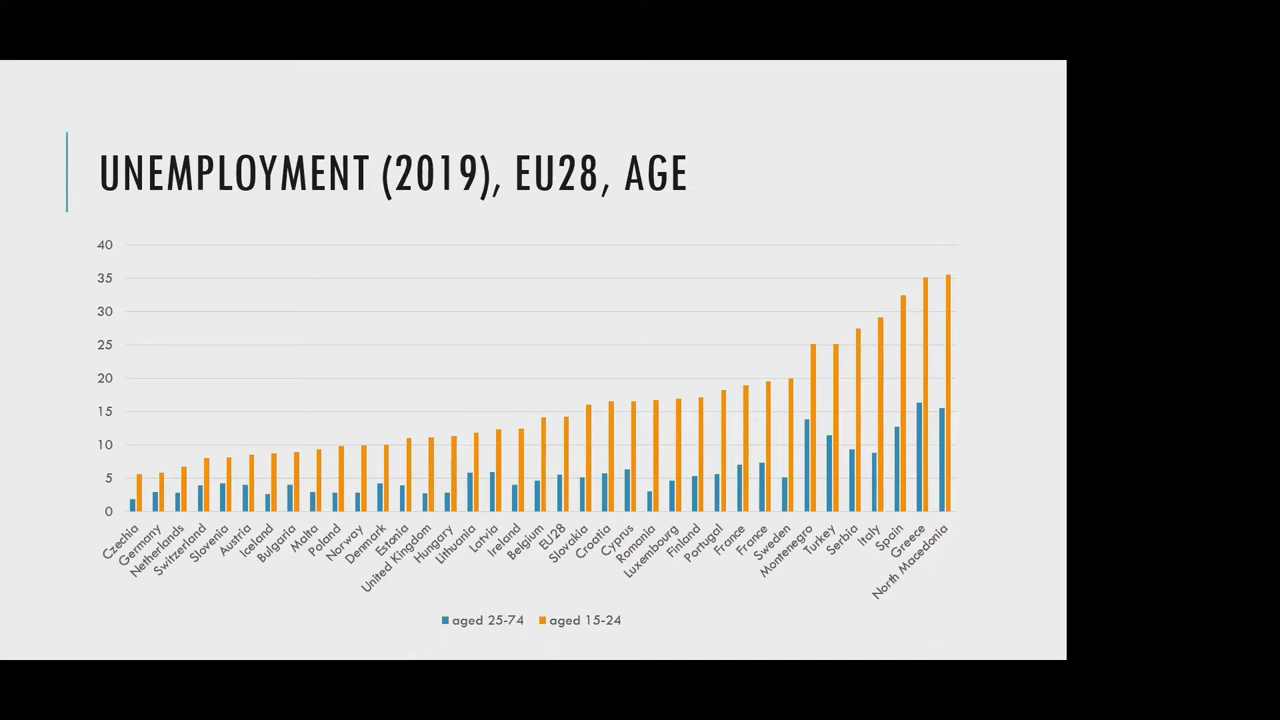 UNEMPLOYMENT (2019), EU28, AGE
40
35
30
25
20
15
10
5
0
Czechia
Germany
Netherlands
Switzerland
Slovenia
Austria
Iceland
Bulgaria
Malta
Poland
Norway
Denmark
Estonia
United Kingdom
Hungary
Lithuania
Latvia
Ireland
Belgium
EU28
Slovakia
Croatia
Cyprus
Romania
Luxembourg
Finland
Portugal
France
France
Sweden
Montenegro
Turkey
Serbia
Italy
Spain
Greece
North Macedonia
aged 25-74 aged 15-24